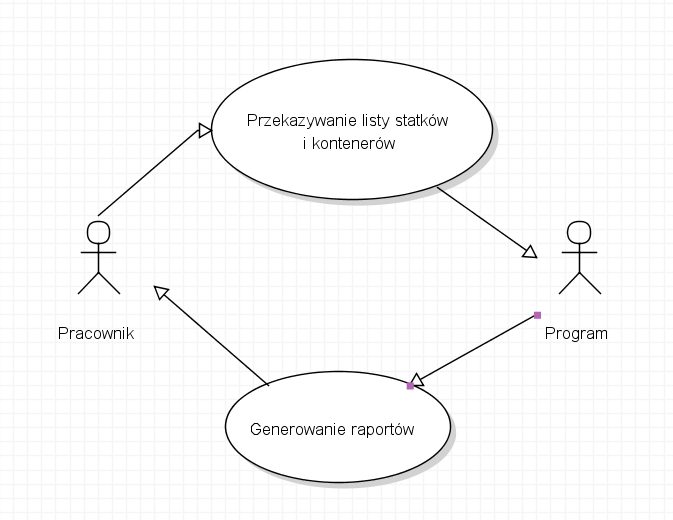 Przekazywanie listy statków
i kontenerów
Pracownik
Program
Generowanie raportów